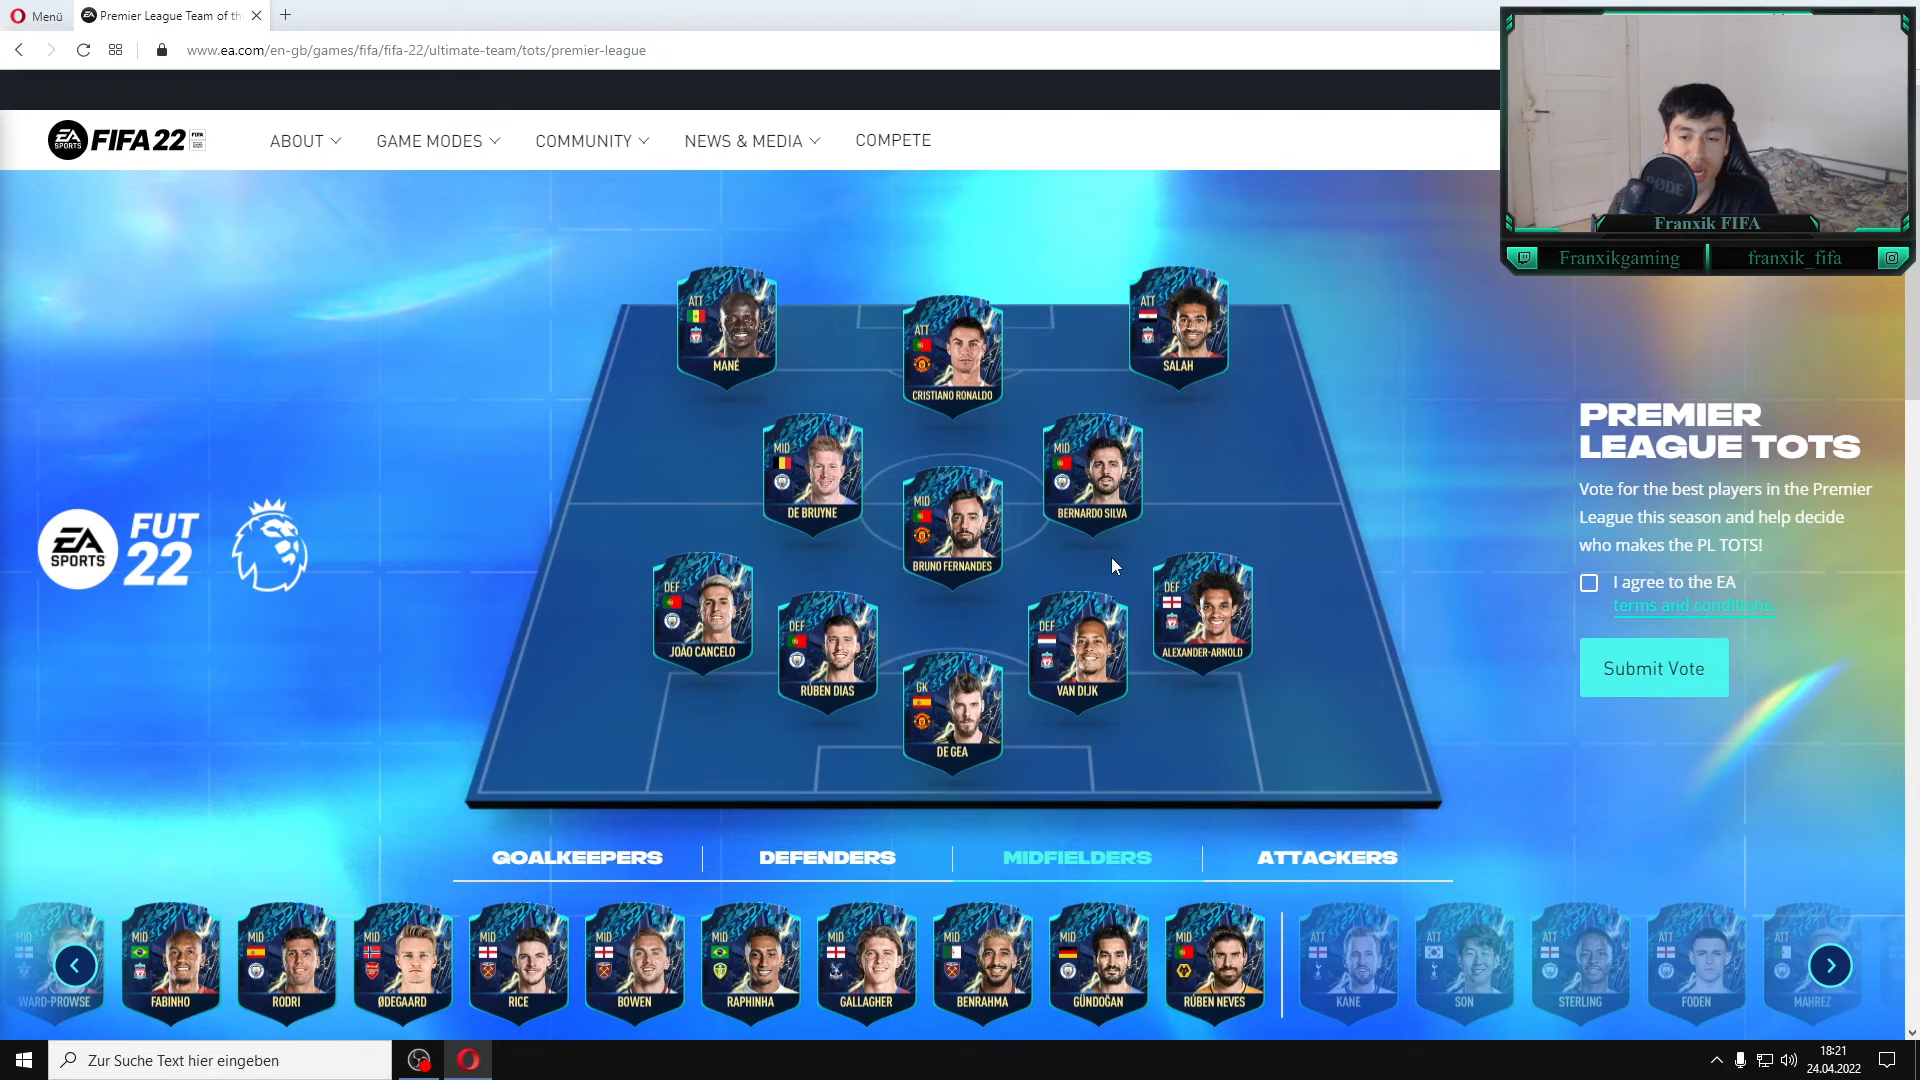 Menü
Premier League Team of th
www.ea.com/en-gb/games/fifa/fifa-22/ultimate-team/tots/premier-league
EA SPORTS FIFA 22
ABOUT
GAME MODES
COMMUNITY
NEWS & MEDIA
COMPETE
RØDE
Franxik FIFA
Franxikgaming
franxik_fifa
ATT
MANÉ
ATT
CRISTIANO RONALDO
ATT
SALAH
MID
DE BRUYNE
MID
BRUNO FERNANDES
MID
BERNARDO SILVA
DEF
JOÃO CANCELO
DEF
RÚBEN DIAS
DEF
VAN DIJK
DEF
ALEXANDER-ARNOLD
GK
DE GEA
EA SPORTS
FUT
22
PREMIER
LEAGUE TOTS
Vote for the best players in the Premier
League this season and help decide
who makes the PL TOTS!
I agree to the EA
terms and conditions.
Submit Vote
GOALKEEPERS
DEFENDERS
MIDFIELDERS
ATTACKERS
MID
WARD-PROWSE
MID
FABINHO
MID
RODRI
MID
ØDEGAARD
MID
RICE
MID
BOWEN
MID
RAPHINHA
MID
GALLAGHER
MID
BENRAHMA
MID
GÜNDOĞAN
MID
RÚBEN NEVES
ATT
KANE
ATT
SON
ATT
STERLING
ATT
FODEN
ATT
MAHREZ
Zur Suche Text hier eingeben
18:21
24.04.2022